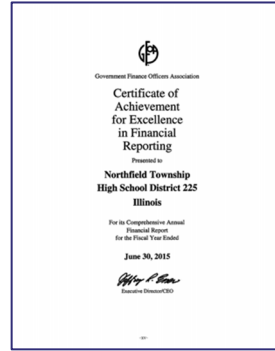 Government Finance Officers Association
Certificate of
Achievement
for Excellence
in Financial
Reporting
Presented to
Northfield Township
High School District 225
Illinois
For its Comprehensive Annual
Financial Report
for the Fiscal Year Ended
June 30, 2015
Executive Director/CEO